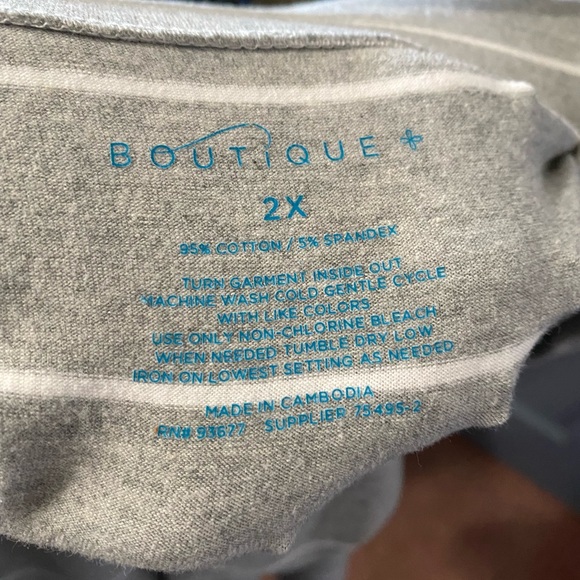 BOUTIQUE +
2X
95% COTTON / 5% SPANDEX
TURN GARMENT INSIDE OUT
MACHINE WASH COLD GENTLE CYCLE
WITH LIKE COLORS
USE ONLY NON-CHLORINE BLEACH
WHEN NEEDED TUMBLE DRY LOW
IRON ON LOWEST SETTING AS NEEDED
MADE IN CAMBODIA
RN# 93677 SUPPLIER 75495-2